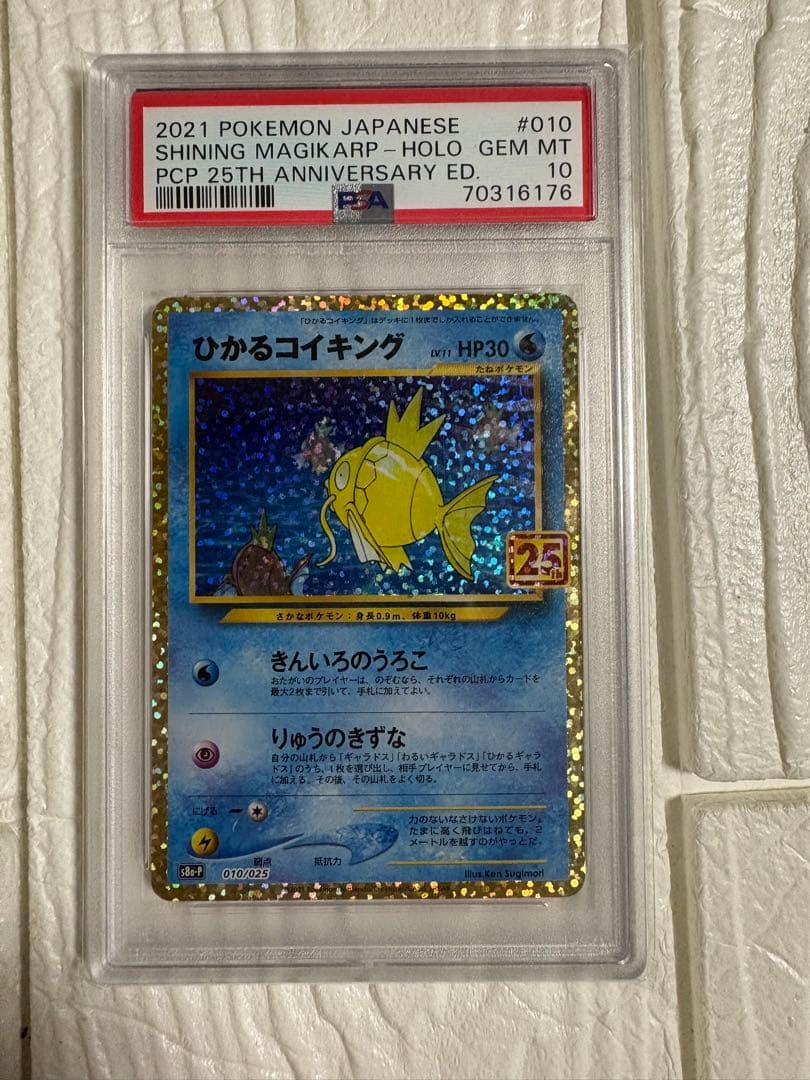 2021 POKEMON JAPANESE #010
SHINING MAGIKARP-HOLO GEM MT
PCP 25TH ANNIVERSARY ED. 10
PSA 70316176
「ひかるコイキング」はデッキに1枚までしか入れることができません。
ひかるコイキング LV.11 HP30
たねポケモン
25th
さかなポケモン：身長0.9m、体重10kg
きんいろのうろこ
おたがいのプレイヤーは、のぞむなら、それぞれの山札からカードを
最大2枚まで引いて、手札に加えてよい。
りゅうのきずな
自分の山札から「ギャラドス」「わるいギャラドス」「ひかるギャラ
ドス」のうち、1枚を選び出し、相手プレイヤーに見せてから、手札
に加える。その後、その山札をよく切る。
にげる
力のないなさけないポケモン。
たまに高く飛びはねても、2
メートルを越すのがやっとだ。
弱点 抵抗力
s8a-P 010/025
Illus.Ken Sugimori
©2021